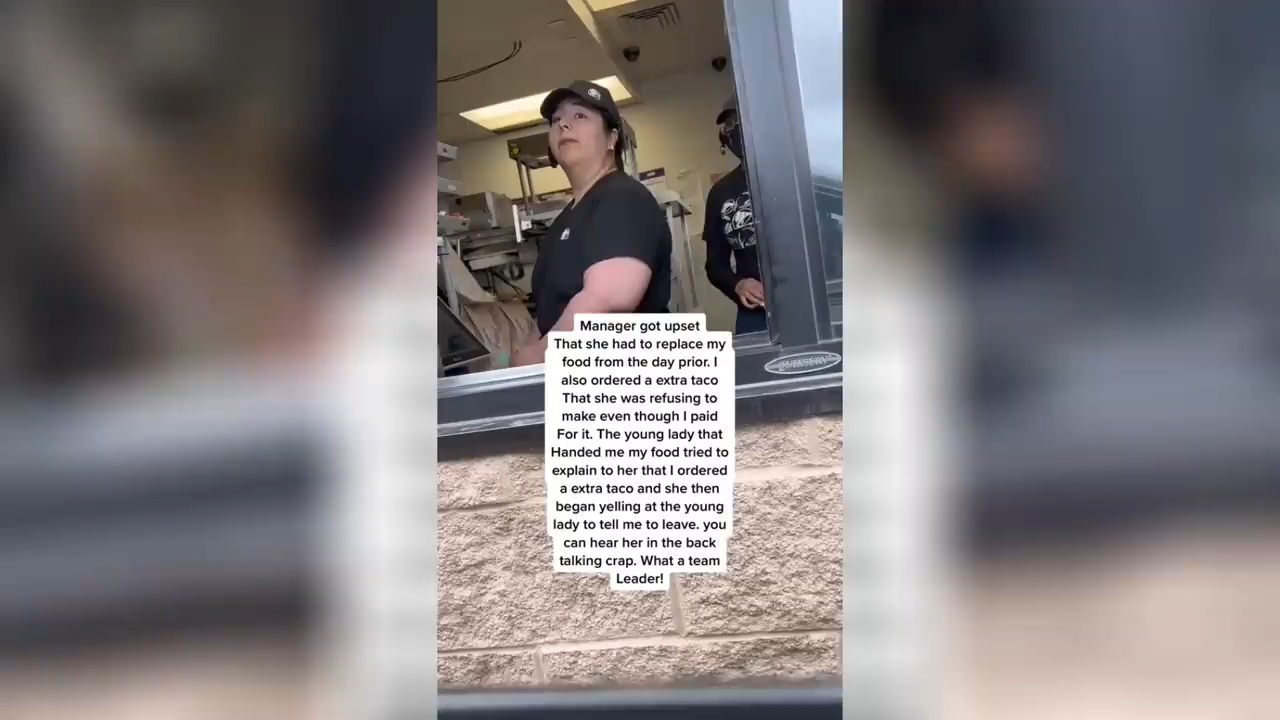 Manager got upset
That she had to replace my
food from the day prior. I
also ordered a extra taco
That she was refusing to
make even though I paid
For it. The young lady that
Handed me my food tried to
explain to her that I ordered
a extra taco and she then
began yelling at the young
lady to tell me to leave. you
can hear her in the back
talking crap. What a team
Leader!